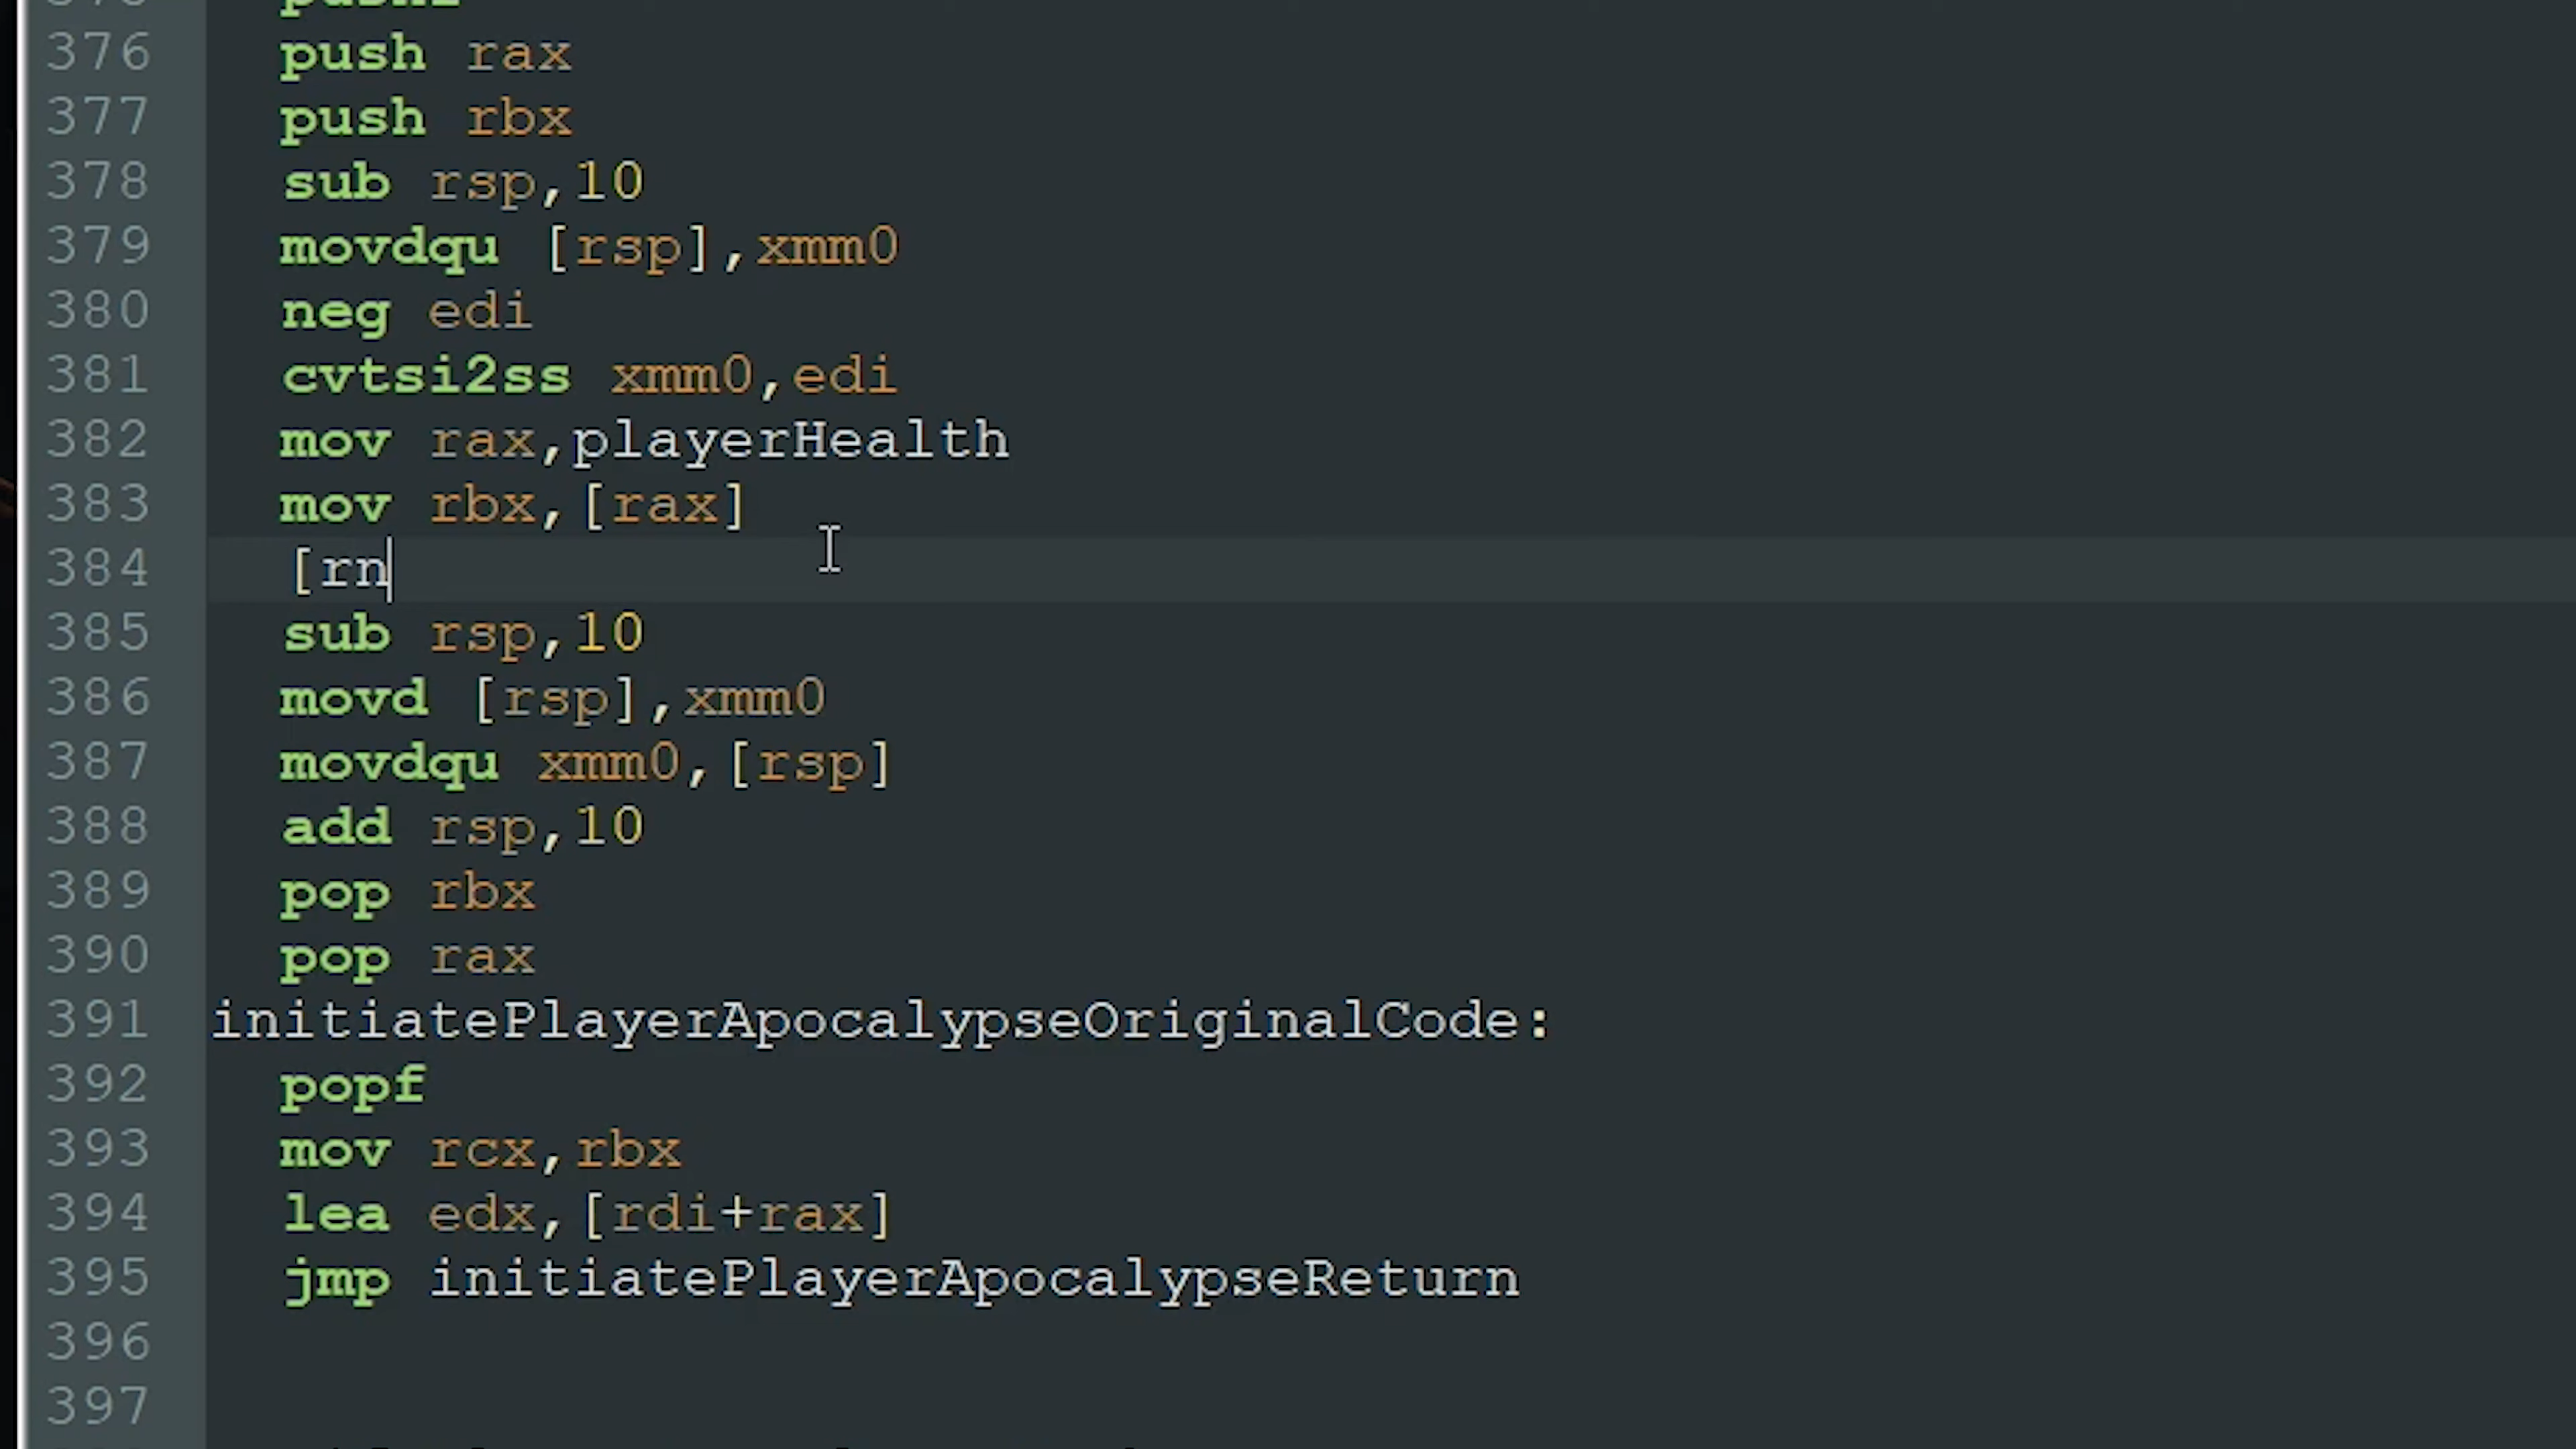 376 push rax
377 push rbx
378 sub rsp,10
379 movdqu [rsp],xmm0
380 neg edi
381 cvtsi2ss xmm0,edi
382 mov rax,playerHealth
383 mov rbx,[rax]
384 [rn
385 sub rsp,10
386 movd [rsp],xmm0
387 movdqu xmm0,[rsp]
388 add rsp,10
389 pop rbx
390 pop rax
391 initiatePlayerApocalypseOriginalCode:
392 popf
393 mov rcx,rbx
394 lea edx,[rdi+rax]
395 jmp initiatePlayerApocalypseReturn
396
397